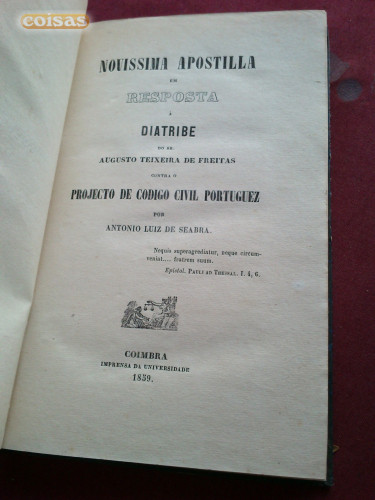 coisas
NOVISSIMA APOSTILLA
EM
RESPOSTA
Á
DIATRIBE
DO SR.
AUGUSTO TEIXEIRA DE FREITAS
CONTRA O
PROJECTO DE CODIGO CIVIL PORTUGUEZ
POR
ANTONIO LUIZ DE SEABRA.
Nequis supergrediatur, neque circum-
veniat.... fratrem suum.
Epistol. PAULI AD THESSAL. I. 4, 6.
COIMBRA
IMPRENSA DA UNIVERSIDADE
1859.